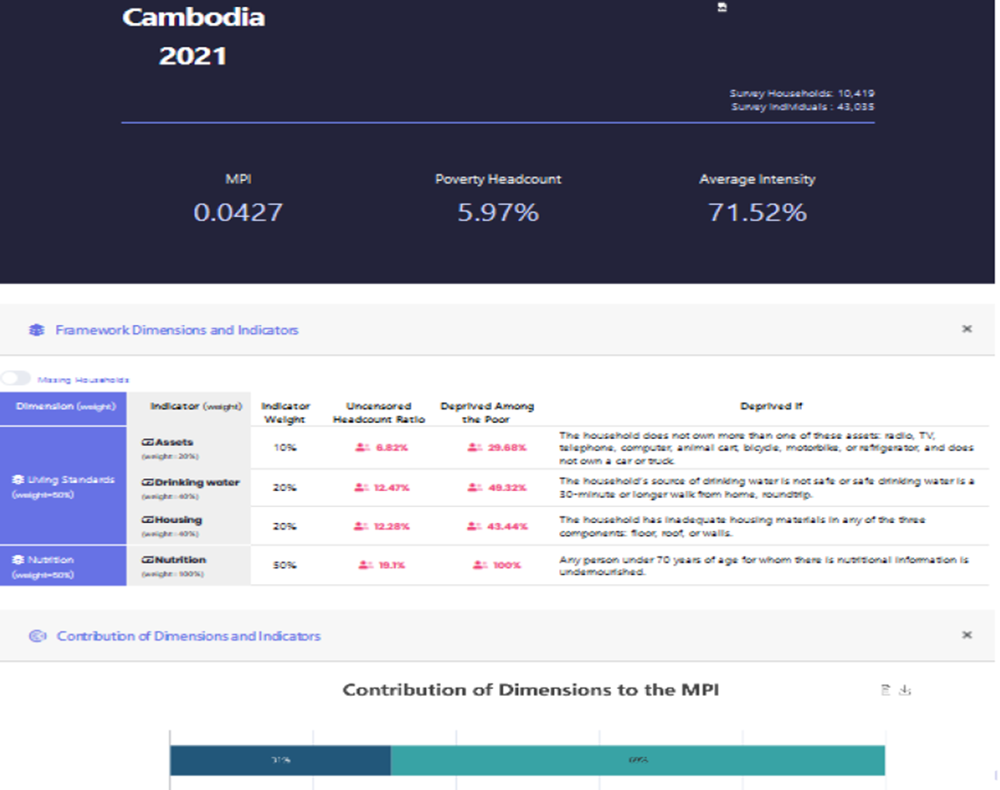 Cambodia
2021
Survey Households: 10,419
Survey Individuals : 43,035
MPI
Poverty Headcount
Average Intensity
0.0427
5.97%
71.52%
Framework Dimensions and Indicators
×
Missing Households
Dimension (weight)
Indicator (weight)
Indicator
Weight
Uncensored
Headcount Ratio
Deprived Among
the Poor
Deprived If
Living Standards
(weight=50%)
Assets
(weight: 20%)
10%
6.82%
29.68%
The household does not own more than one of these assets: radio, TV,
telephone, computer, animal cart, bicycle, motorbike, or refrigerator, and does
not own a car or truck.
Drinking water
(weight: 40%)
20%
12.47%
49.32%
The household's source of drinking water is not safe or safe drinking water is a
30-minute or longer walk from home, roundtrip.
Housing
(weight: 40%)
20%
12.28%
43.44%
The household has inadequate housing materials in any of the three
components: floor, roof, or walls.
Nutrition
(weight=50%)
Nutrition
(weight: 100%)
50%
19.1%
100%
Any person under 70 years of age for whom there is nutritional information is
undernourished.
Contribution of Dimensions and Indicators
×
Contribution of Dimensions to the MPI
31%
69%